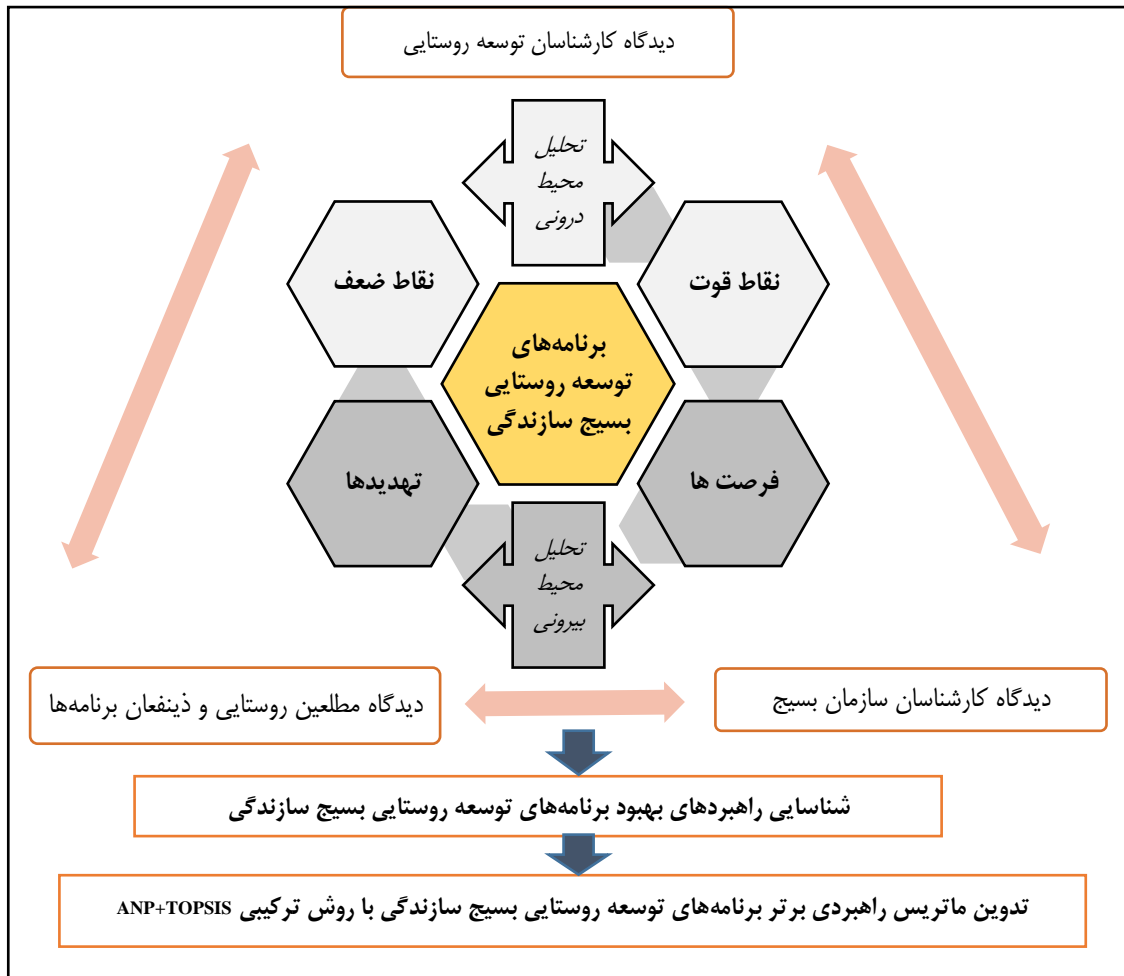 دیدگاه کارشناسان توسعه روستایی
تحلیل
محیط
درونی
نقاط قوت
نقاط ضعف
برنامه‌های
توسعه روستایی
بسیج سازندگی
فرصت ها
تهدیدها
تحلیل
محیط
بیرونی
دیدگاه کارشناسان سازمان بسیج
دیدگاه مطلعین روستایی و ذینفعان برنامه‌ها
شناسایی راهبردهای بهبود برنامه‌های توسعه روستایی بسیج سازندگی
تدوین ماتریس راهبردی برتر برنامه‌های توسعه روستایی بسیج سازندگی با روش ترکیبی ANP+TOPSIS